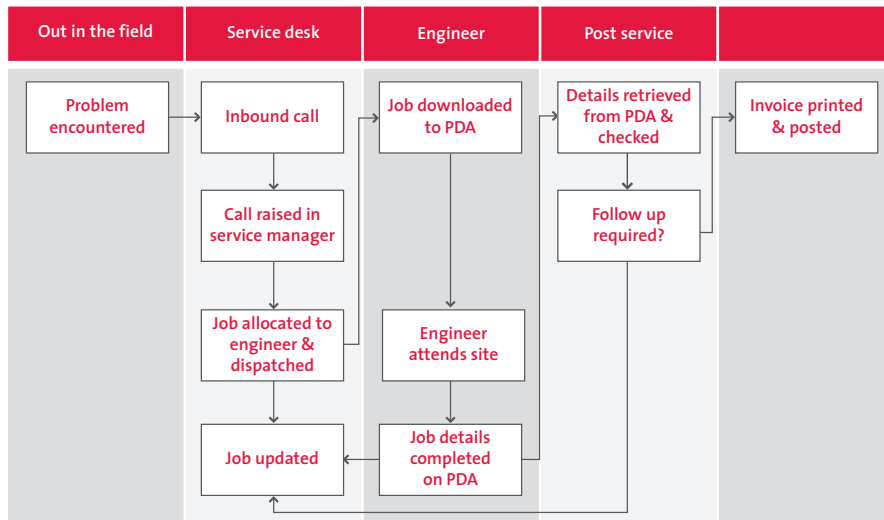 Out in the field
Service desk
Engineer
Post service
Problem
encountered
Inbound call
Call raised in
service manager
Job allocated to
engineer &
dispatched
Job updated
Job downloaded
to PDA
Engineer
attends site
Job details
completed
on PDA
Details retrieved
from PDA &
checked
Follow up
required?
Invoice printed
& posted